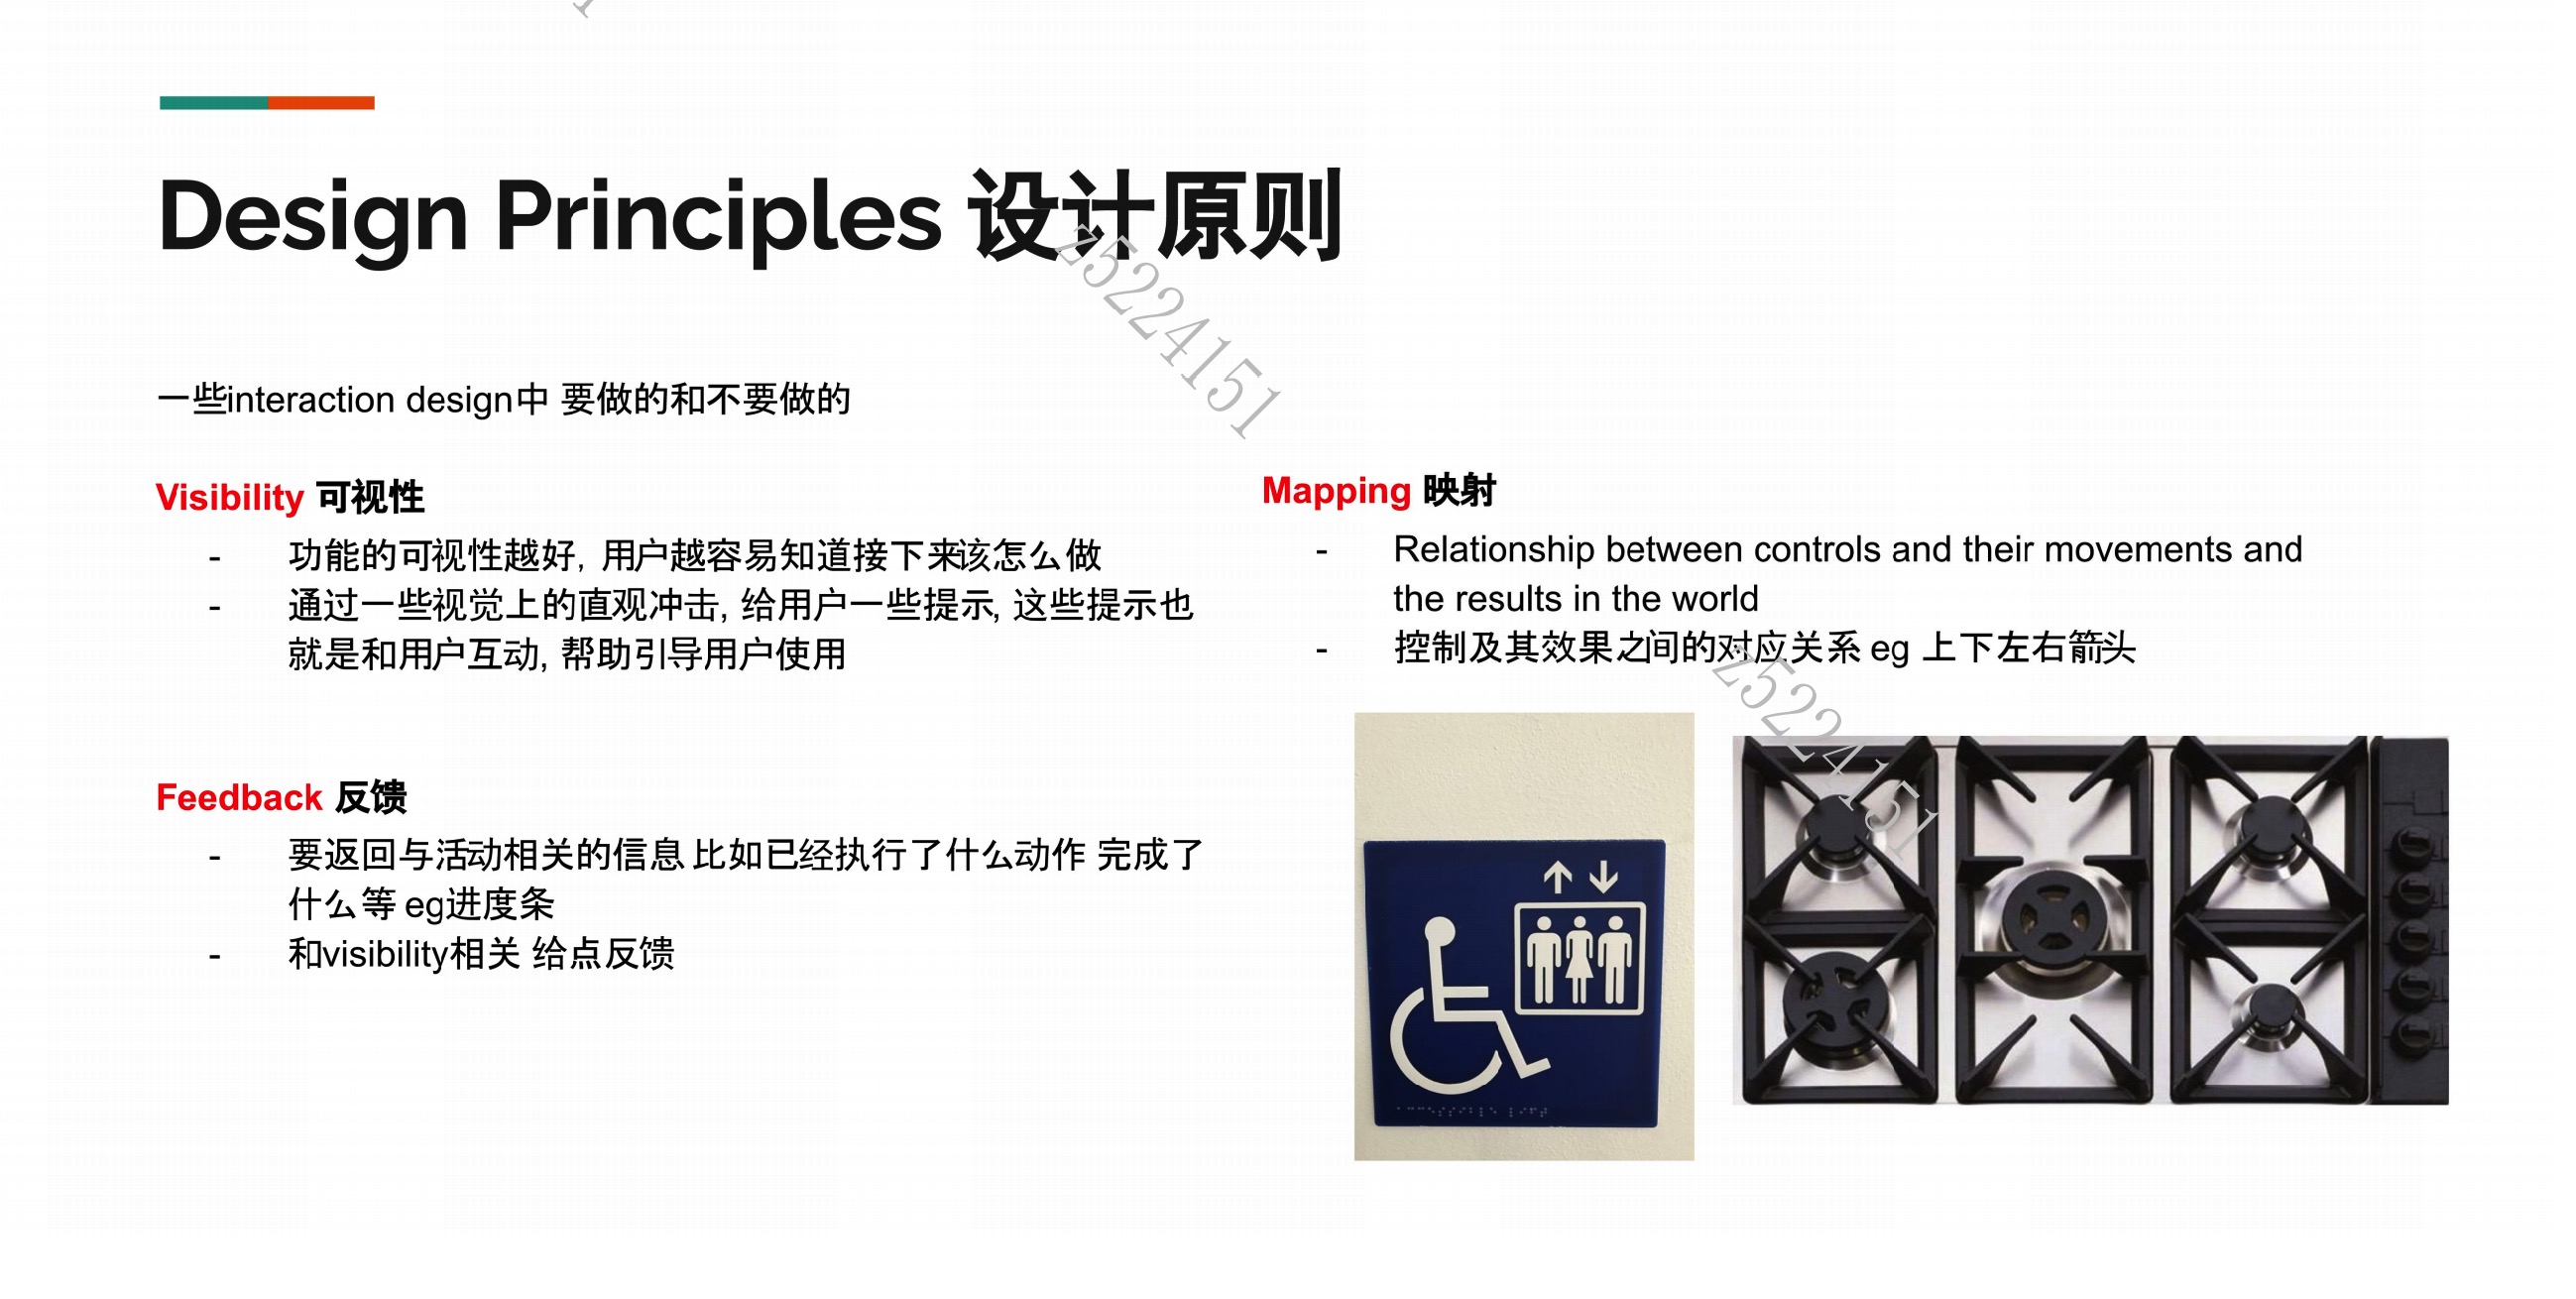 Design Principles 设计原则
一些interaction design中 要做的和不要做的
Visibility 可视性
- 功能的可视性越好, 用户越容易知道接下来该怎么做
- 通过一些视觉上的直观冲击, 给用户一些提示, 这些提示也
就是和用户互动, 帮助引导用户使用
Feedback 反馈
- 要返回与活动相关的信息 比如已经执行了什么动作 完成了
什么等 eg进度条
- 和visibility相关 给点反馈
Mapping 映射
- Relationship between controls and their movements and
the results in the world
- 控制及其效果之间的对应关系 eg 上下左右箭头
z5224151
z5224151